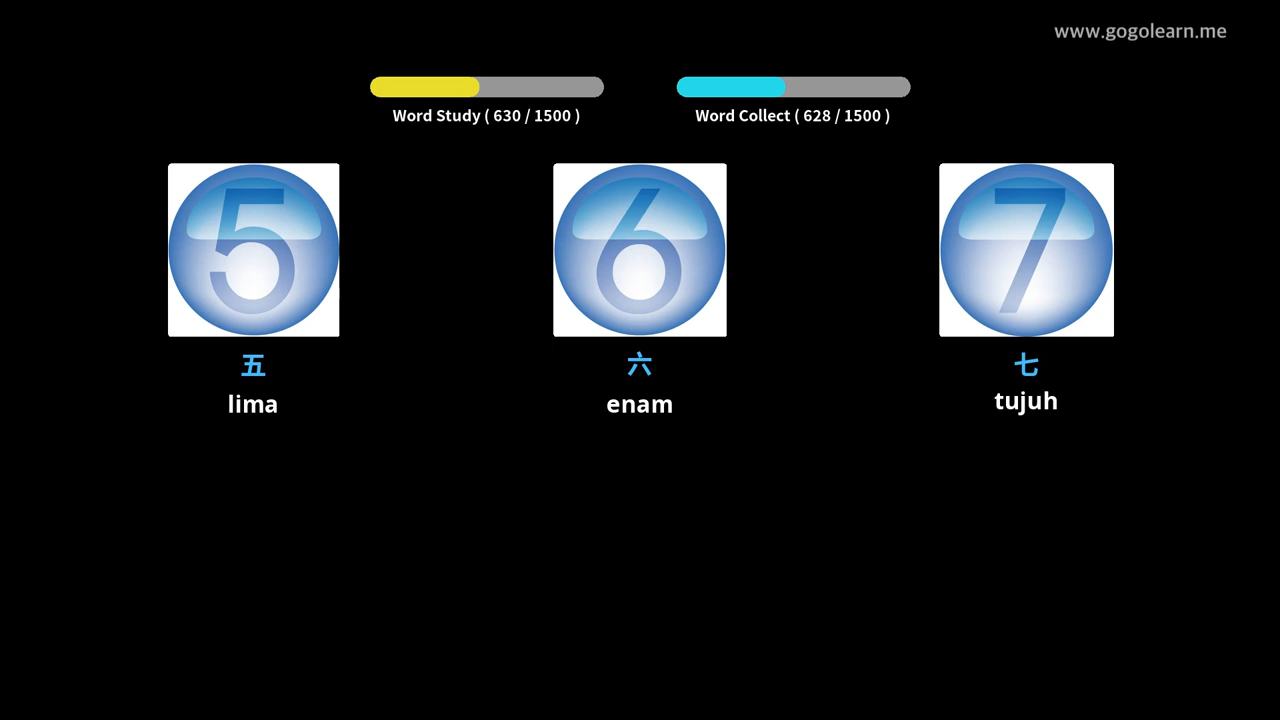 www.gogolearn.me
Word Study ( 630 / 1500 )
Word Collect ( 628 / 1500 )
5
6
7
五
六
七
lima
enam
tujuh